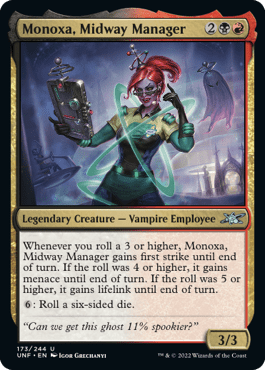 Monoxa, Midway Manager 2
Legendary Creature — Vampire Employee
Whenever you roll a 3 or higher, Monoxa,
Midway Manager gains first strike until end
of turn. If the roll was 4 or higher, it gains
menace until end of turn. If the roll was 5 or
higher, it gains lifelink until end of turn.
6: Roll a six-sided die.
"Can we get this ghost 11% spookier?"
3/3
173/244 U
UNF • EN Igor Grechanyi
™ & © 2022 Wizards of the Coast